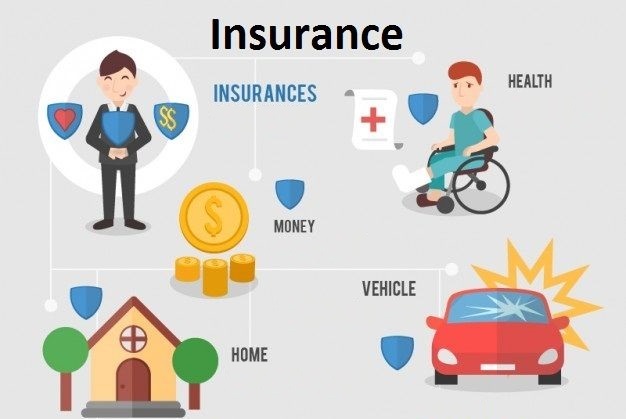 Insurance
INSURANCES
HEALTH
$$
$
MONEY
VEHICLE
HOME